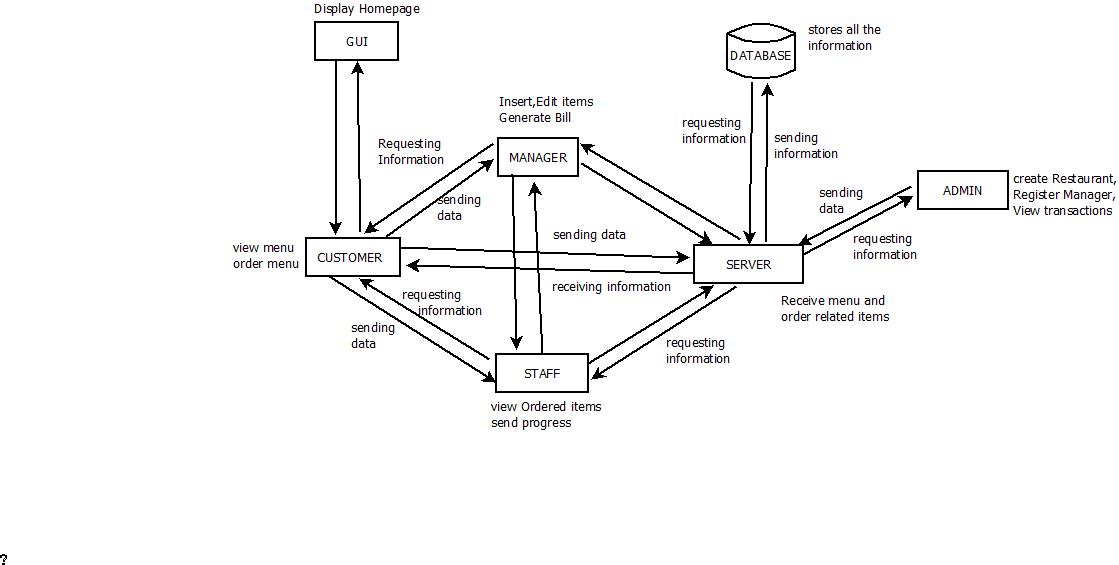 Display Homepage
GUI
DATABASE
stores all the
information
Insert,Edit items
Generate Bill
MANAGER
Requesting
Information
requesting
information
sending
information
ADMIN
create Restaurant,
Register Manager,
View transactions
sending
data
sending
data
requesting
information
view menu
order menu
CUSTOMER
sending data
SERVER
receiving information
requesting
information
sending
data
Receive menu and
order related items
requesting
information
STAFF
view Ordered items
send progress
?